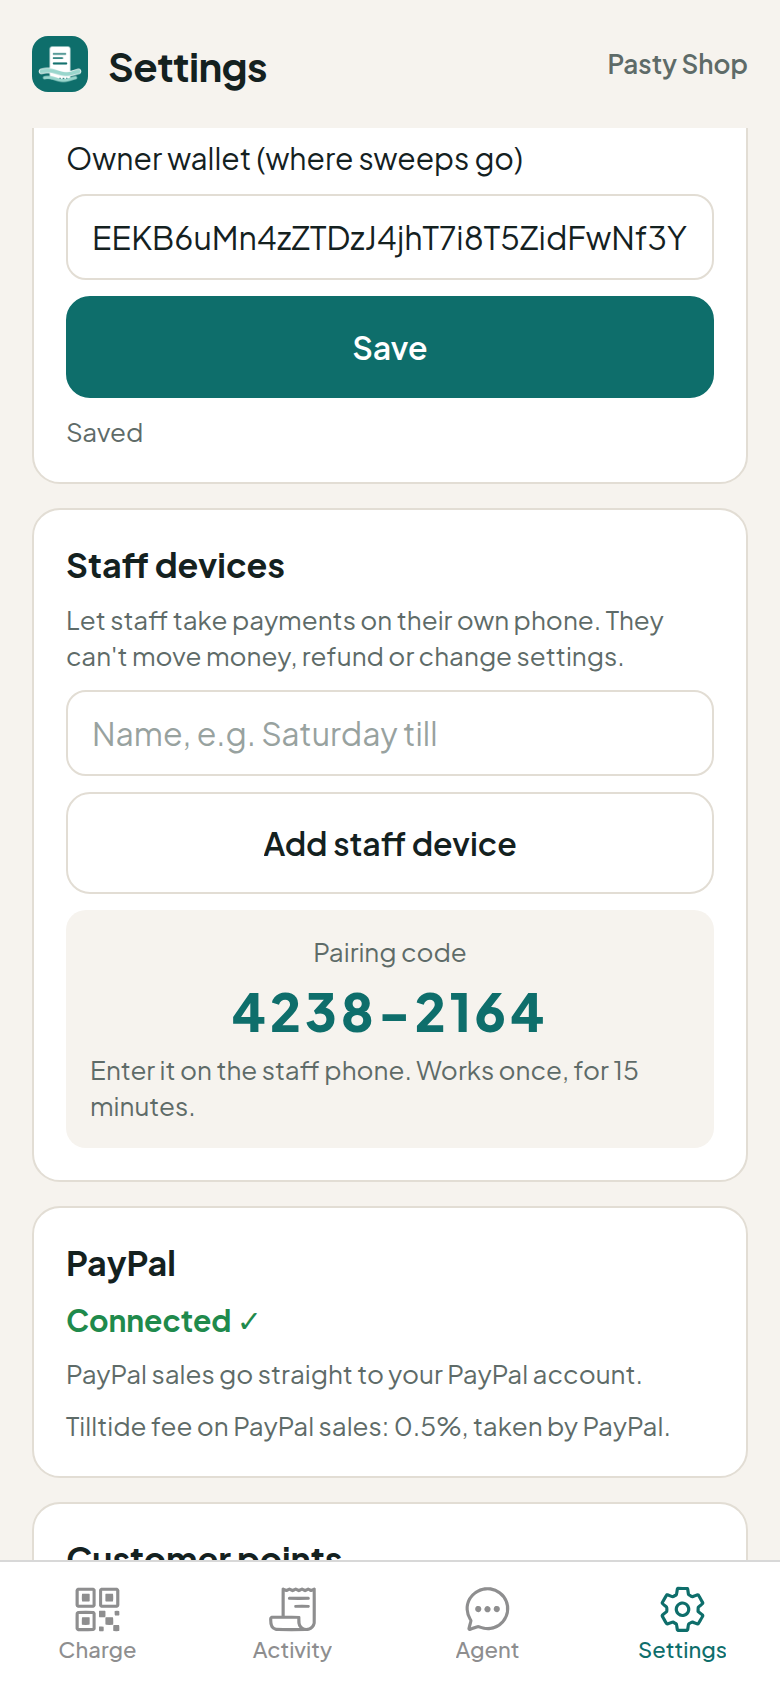 Settings
Pasty Shop
Owner wallet (where sweeps go)
EEKB6uMn4zZTDzJ4jhT7i8T5ZidFwNf3Y
Save
Saved
Staff devices
Let staff take payments on their own phone. They
can't move money, refund or change settings.
Name, e.g. Saturday till
Add staff device
Pairing code
4238-2164
Enter it on the staff phone. Works once, for 15
minutes.
PayPal
Connected ✓
PayPal sales go straight to your PayPal account.
Tilltide fee on PayPal sales: 0.5%, taken by PayPal.
Customer points
Charge
Activity
Agent
Settings